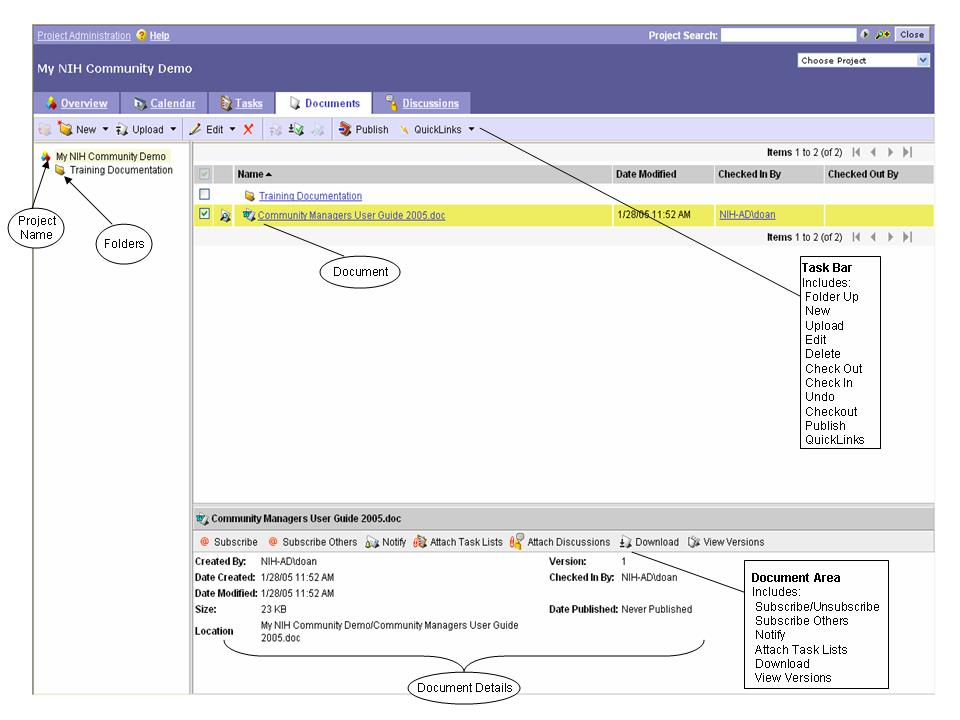 Project Administration Help Project Search: Close
My NIH Community Demo Choose Project
Overview Calendar Tasks Documents Discussions
New Upload Edit Publish QuickLinks
My NIH Community Demo
Training Documentation
Project
Name
Folders
Items 1 to 2 (of 2)
Name Date Modified Checked In By Checked Out By
Training Documentation
Community Managers User Guide 2005.doc 1/28/05 11:52 AM NIH-AD\doan
Items 1 to 2 (of 2)
Document
Task Bar
Includes:
Folder Up
New
Upload
Edit
Delete
Check Out
Check In
Undo
Checkout
Publish
QuickLinks
Community Managers User Guide 2005.doc
Subscribe Subscribe Others Notify Attach Task Lists Attach Discussions Download View Versions
Created By: NIH-AD\doan Version: 1
Date Created: 1/28/05 11:52 AM Checked In By: NIH-AD\doan
Date Modified: 1/28/05 11:52 AM
Size: 23 KB Date Published: Never Published
Location My NIH Community Demo/Community Managers User Guide
2005.doc
Document Details
Document Area
Includes:
Subscribe/Unsubscribe
Subscribe Others
Notify
Attach Task Lists
Download
View Versions